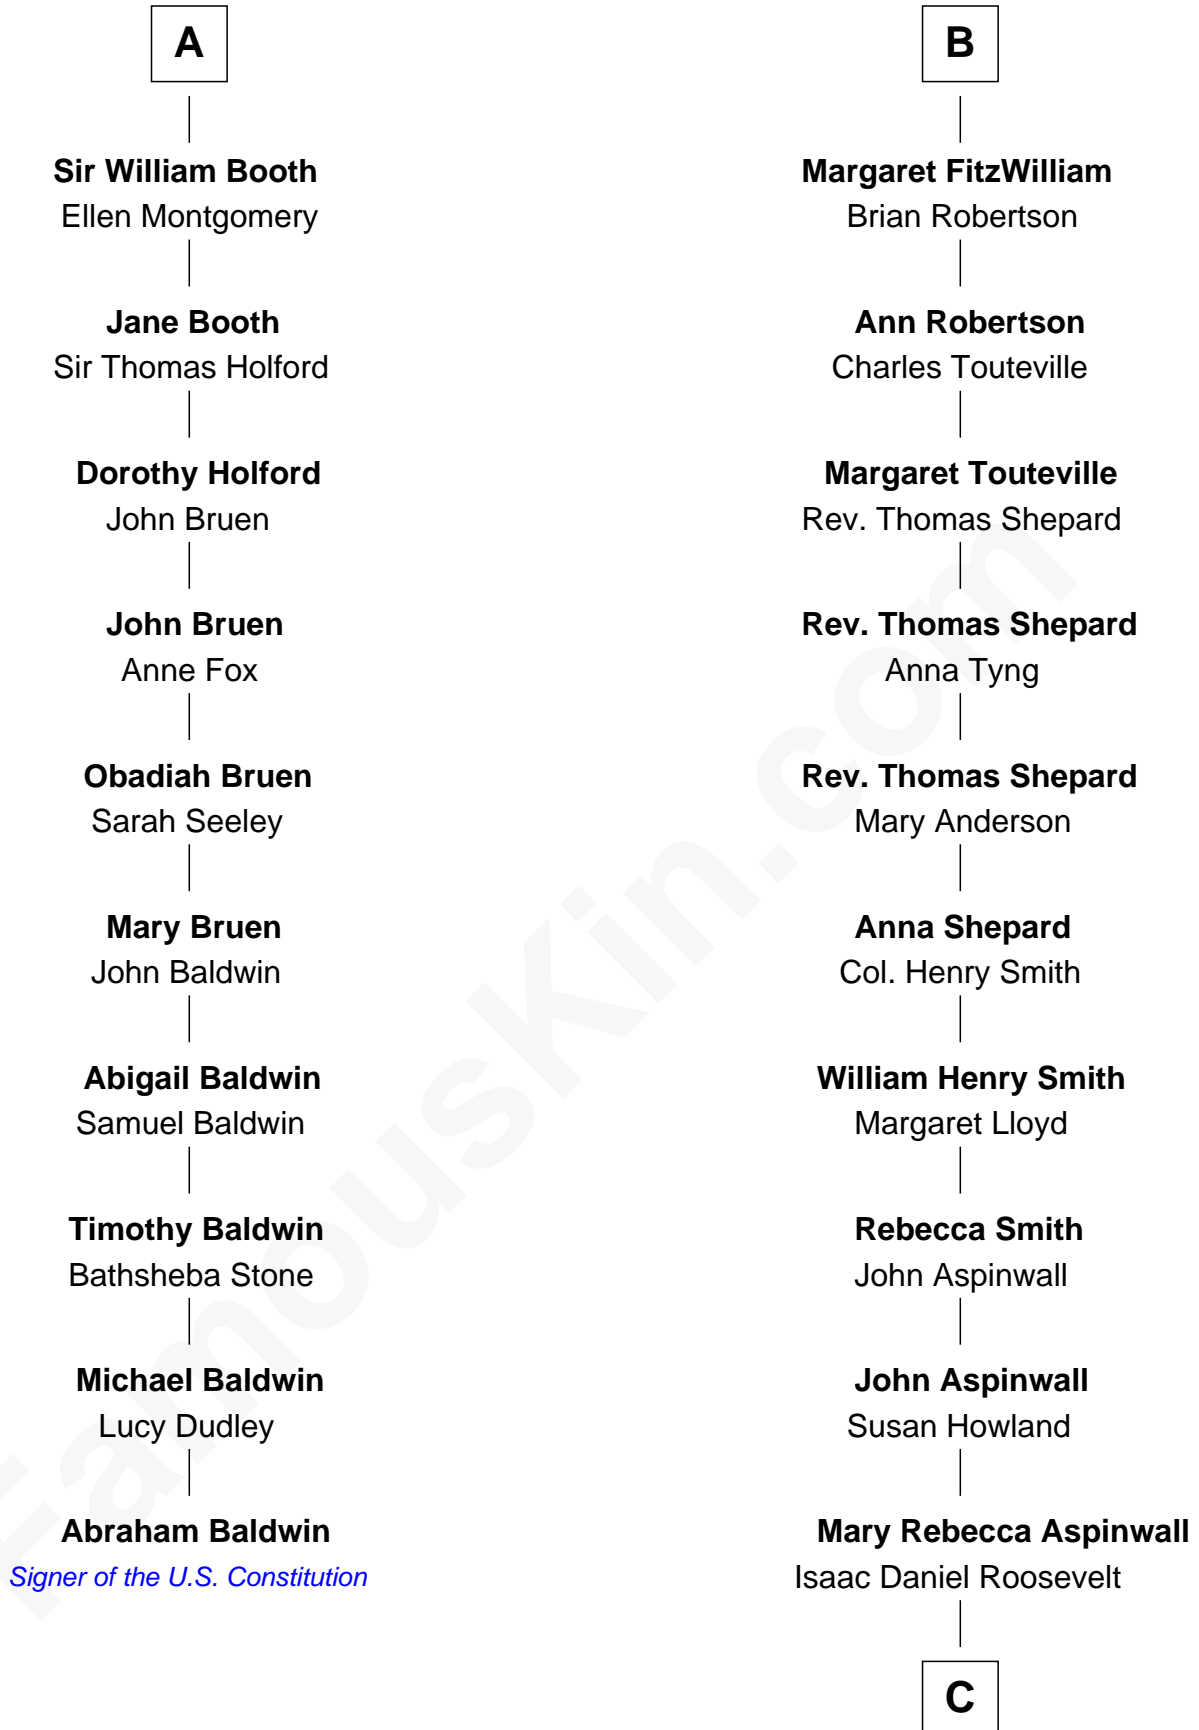 A
Sir William Booth
Ellen Montgomery
Jane Booth
Sir Thomas Holford
Dorothy Holford
John Bruen
John Bruen
Anne Fox
Obadiah Bruen
Sarah Seeley
Mary Bruen
John Baldwin
Abigail Baldwin
Samuel Baldwin
Timothy Baldwin
Bathsheba Stone
Michael Baldwin
Lucy Dudley
Abraham Baldwin
Signer of the U.S. Constitution
B
Margaret FitzWilliam
Brian Robertson
Ann Robertson
Charles Touteville
Margaret Touteville
Rev. Thomas Shepard
Rev. Thomas Shepard
Anna Tyng
Rev. Thomas Shepard
Mary Anderson
Anna Shepard
Col. Henry Smith
William Henry Smith
Margaret Lloyd
Rebecca Smith
John Aspinwall
John Aspinwall
Susan Howland
Mary Rebecca Aspinwall
Isaac Daniel Roosevelt
C
FamousKin.com